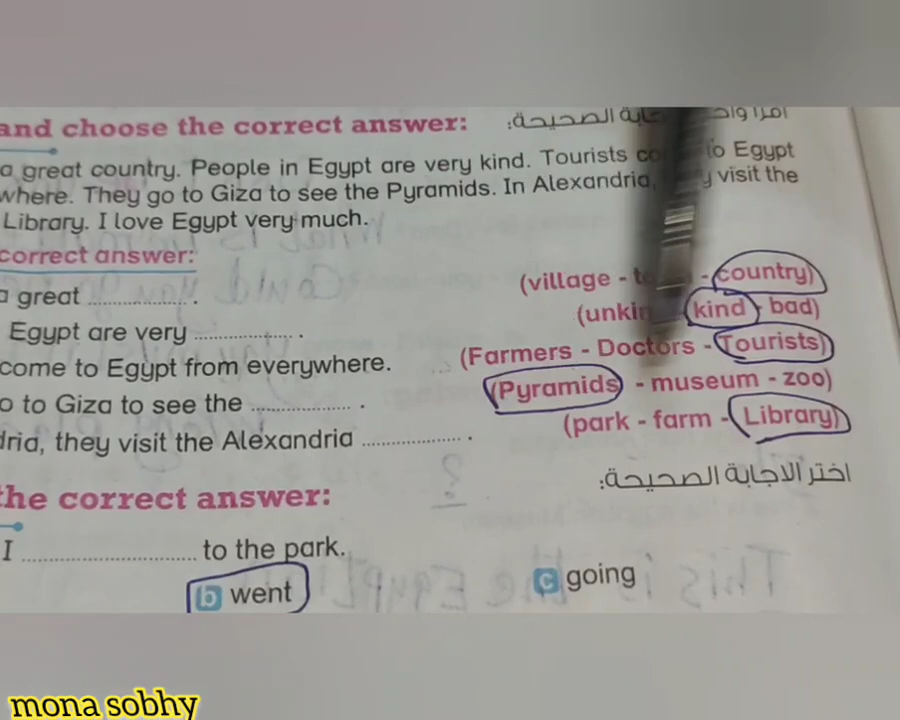 and choose the correct answer: اقرأ واختر الإجابة الصحيحة:
a great country. People in Egypt are very kind. Tourists to Egypt
where. They go to Giza to see the Pyramids. In Alexandria, visit the
Library. I love Egypt very much.
correct answer:
a great .................. . (village - - country)
Egypt are very .................. . (kind - bad)
come to Egypt from everywhere. (Farmers - Doctors - Tourists)
o to Giza to see the .................. . (Pyramids - museum - zoo)
dria, they visit the Alexandria .................. . (park - farm - Library)
the correct answer: اختر الاجابة الصحيحة:
I .................. to the park.
b went c going
mona sobhy